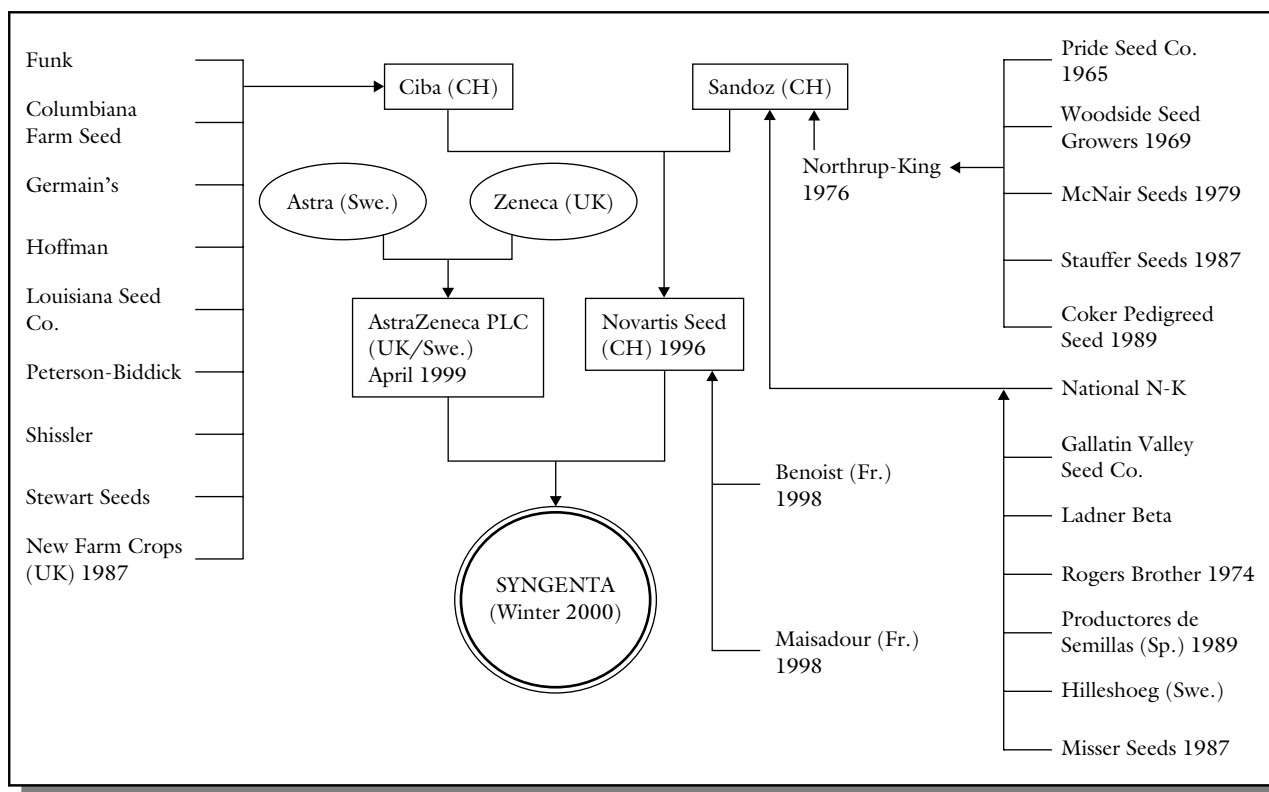 Funk
Columbiana
Farm Seed
Germain’s
Hoffman
Louisiana Seed
Co.
Peterson-Biddick
Shissler
Stewart Seeds
New Farm Crops
(UK) 1987
Ciba (CH)
Sandoz (CH)
Astra (Swe.)
Zeneca (UK)
Northrup-King
1976
AstraZeneca PLC
(UK/Swe.)
April 1999
Novartis Seed
(CH) 1996
SYNGENTA
(Winter 2000)
Benoist (Fr.)
1998
Maisadour (Fr.)
1998
Pride Seed Co.
1965
Woodside Seed
Growers 1969
McNair Seeds 1979
Stauffer Seeds 1987
Coker Pedigreed
Seed 1989
National N-K
Gallatin Valley
Seed Co.
Ladner Beta
Rogers Brother 1974
Productores de
Semillas (Sp.) 1989
Hilleshoeg (Swe.)
Misser Seeds 1987